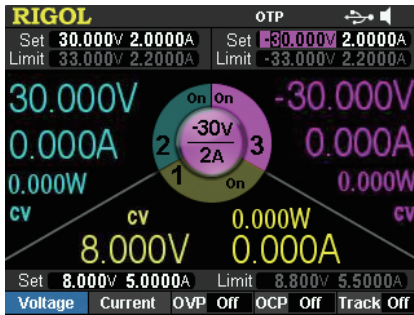 RIGOL OTP
Set 30.000V 2.0000A Set -30.000V 2.0000A
Limit 33.000V 2.2000A Limit -33.000V 2.2000A
30.000V On On -30.000V
-30V
0.000A 2 2A 3 0.000A
0.000W 1 On 0.000W
CV CV 0.000W CV
8.000V 0.000A
Set 8.000V 5.0000A Limit 8.800V 5.5000A
Voltage Current OVP Off OCP Off Track Off